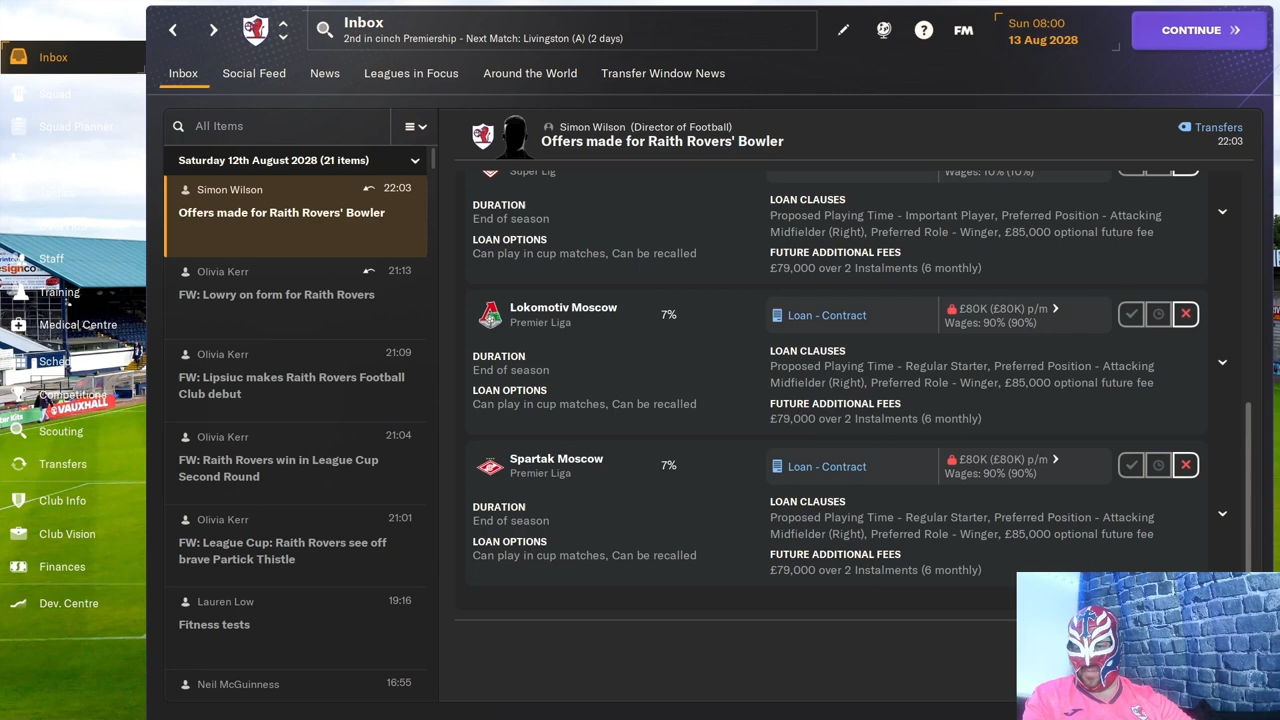 Inbox
2nd in cinch Premiership - Next Match: Livingston (A) (2 days)
FM
Sun 08:00
13 Aug 2028
CONTINUE
Inbox
Social Feed
News
Leagues in Focus
Around the World
Transfer Window News
Inbox
Squad
Squad Planner
Staff
Training
Medical Centre
Sched
Competitions
Scouting
Transfers
Club Info
Club Vision
Finances
Dev. Centre
VAUXHALL
All Items
Saturday 12th August 2028 (21 items)
Simon Wilson 22:03
Offers made for Raith Rovers' Bowler
Olivia Kerr 21:13
FW: Lowry on form for Raith Rovers
Olivia Kerr 21:09
FW: Lipsiuc makes Raith Rovers Football
Club debut
Olivia Kerr 21:04
FW: Raith Rovers win in League Cup
Second Round
Olivia Kerr 21:01
FW: League Cup: Raith Rovers see off
brave Partick Thistle
Lauren Low 19:16
Fitness tests
Neil McGuinness 16:55
Simon Wilson (Director of Football)
Offers made for Raith Rovers' Bowler
Transfers
22:03
Super Lig
Wages: 10% (10%)
DURATION
End of season
LOAN OPTIONS
Can play in cup matches, Can be recalled
LOAN CLAUSES
Proposed Playing Time - Important Player, Preferred Position - Attacking
Midfielder (Right), Preferred Role - Winger, £85,000 optional future fee
FUTURE ADDITIONAL FEES
£79,000 over 2 Instalments (6 monthly)
Lokomotiv Moscow
Premier Liga
7%
Loan - Contract
£80K (£80K) p/m
Wages: 90% (90%)
DURATION
End of season
LOAN OPTIONS
Can play in cup matches, Can be recalled
LOAN CLAUSES
Proposed Playing Time - Regular Starter, Preferred Position - Attacking
Midfielder (Right), Preferred Role - Winger, £85,000 optional future fee
FUTURE ADDITIONAL FEES
£79,000 over 2 Instalments (6 monthly)
Spartak Moscow
Premier Liga
7%
Loan - Contract
£80K (£80K) p/m
Wages: 90% (90%)
DURATION
End of season
LOAN OPTIONS
Can play in cup matches, Can be recalled
LOAN CLAUSES
Proposed Playing Time - Regular Starter, Preferred Position - Attacking
Midfielder (Right), Preferred Role - Winger, £85,000 optional future fee
FUTURE ADDITIONAL FEES
£79,000 over 2 Instalments (6 monthly)